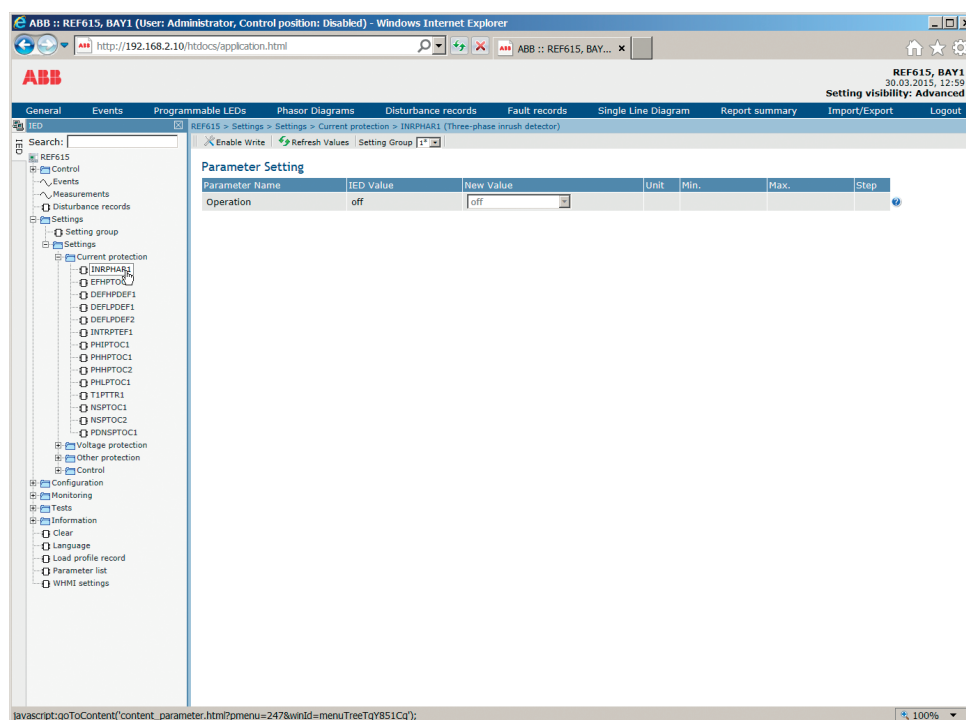 ABB :: REF615, BAY1 (User: Administrator, Control position: Disabled) - Windows Internet Explorer
http://192.168.2.10/htdocs/application.html
ABB :: REF615, BAY...
ABB
REF615, BAY1
30.03.2015, 12:59
Setting visibility: Advanced
General Events Programmable LEDs Phasor Diagrams Disturbance records Fault records Single Line Diagram Report summary Import/Export Logout
IED
IED
REF615 > Settings > Settings > Current protection > INRPHAR1 (Three-phase inrush detector)
Search:
Enable Write Refresh Values Setting Group 1*
REF615
Control
Events
Measurements
Disturbance records
Settings
Setting group
Settings
Current protection
INRPHAR1
EFHPTOC
DEFHPDEF1
DEFLPDEF1
DEFLPDEF2
INTRPTEF1
PHIPTOC1
PHHPTOC1
PHHPTOC2
PHLPTOC1
T1PTTR1
NSPTOC1
NSPTOC2
PDNSPTOC1
Voltage protection
Other protection
Control
Configuration
Monitoring
Tests
Information
Clear
Language
Load profile record
Parameter list
WHMI settings
Parameter Setting
Parameter Name IED Value New Value Unit Min. Max. Step
Operation off off
javascript:goToContent('content_parameter.html?pmenu=247&winId=menuTreeTqY851Cq');
100%